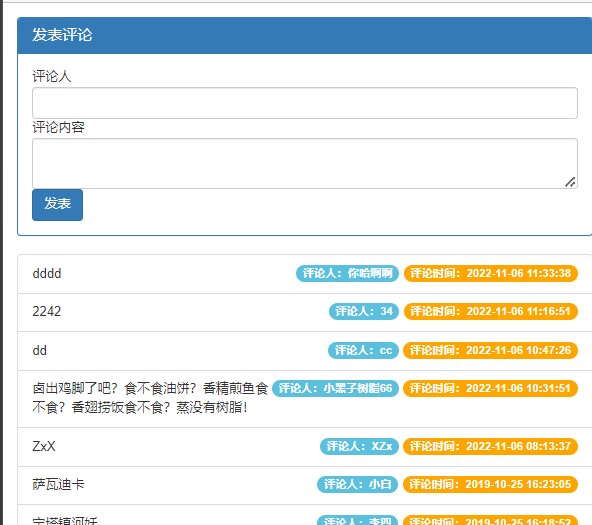 发表评论
评论人
评论内容
发表
dddd 评论人：你哈啊啊 评论时间：2022-11-06 11:33:38
2242 评论人：34 评论时间：2022-11-06 11:16:51
dd 评论人：cc 评论时间：2022-11-06 10:47:26
卤出鸡脚了吧？食不食油饼？香精煎鱼食 评论人：小黑子树脂66 评论时间：2022-11-06 10:31:51
不食？香翅捞饭食不食？蒸没有树脂！
ZxX 评论人：XZx 评论时间：2022-11-06 08:13:37
萨瓦迪卡 评论人：小白 评论时间：2019-10-25 16:23:05
宁塔镇河妖 评论人：李四 评论时间：2019-10-25 16:18:52